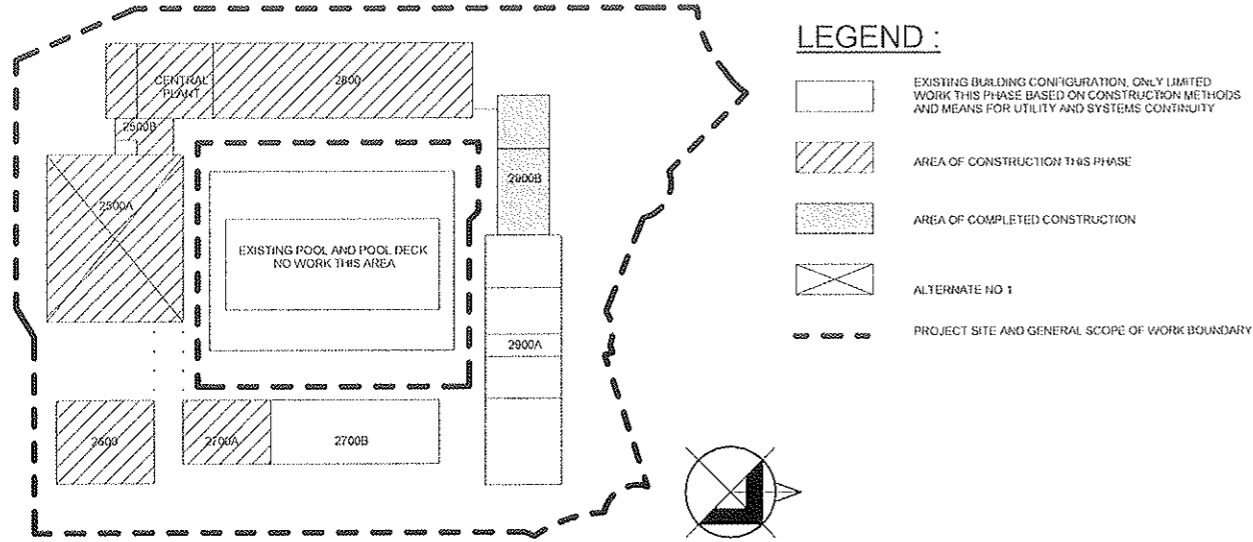 LEGEND :
EXISTING BUILDING CONFIGURATION, ONLY LIMITED
WORK THIS PHASE BASED ON CONSTRUCTION METHODS
AND MEANS FOR UTILITY AND SYSTEMS CONTINUITY
AREA OF CONSTRUCTION THIS PHASE
AREA OF COMPLETED CONSTRUCTION
ALTERNATE NO 1
PROJECT SITE AND GENERAL SCOPE OF WORK BOUNDARY
CENTRAL
PLANT
2800
2500B
2900B
2500A
EXISTING POOL AND POOL DECK
NO WORK THIS AREA
2900A
2600
2700A
2700B